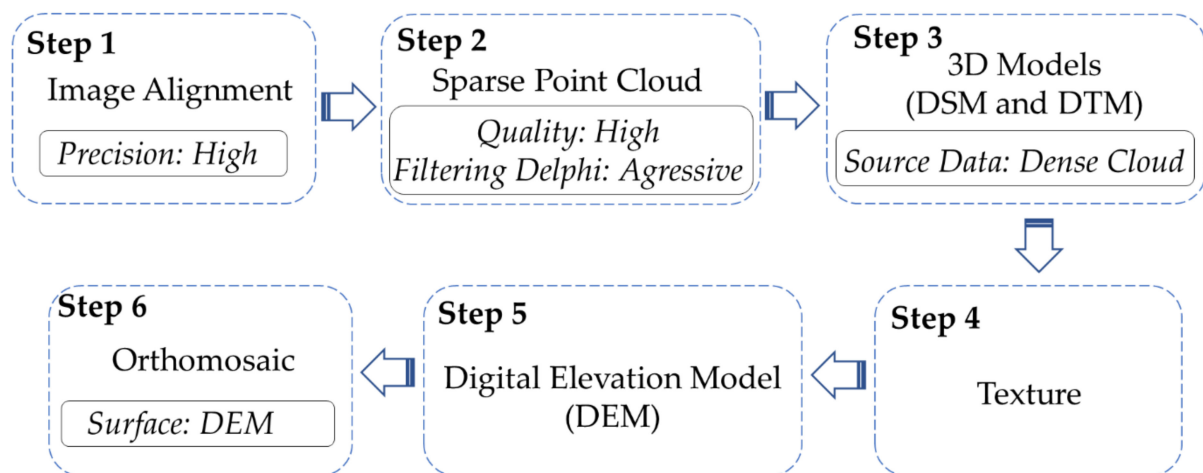 Step 1
Image Alignment
Precision: High
Step 2
Sparse Point Cloud
Quality: High
Filtering Delphi: Agressive
Step 3
3D Models
(DSM and DTM)
Source Data: Dense Cloud
Step 4
Texture
Step 5
Digital Elevation Model
(DEM)
Step 6
Orthomosaic
Surface: DEM